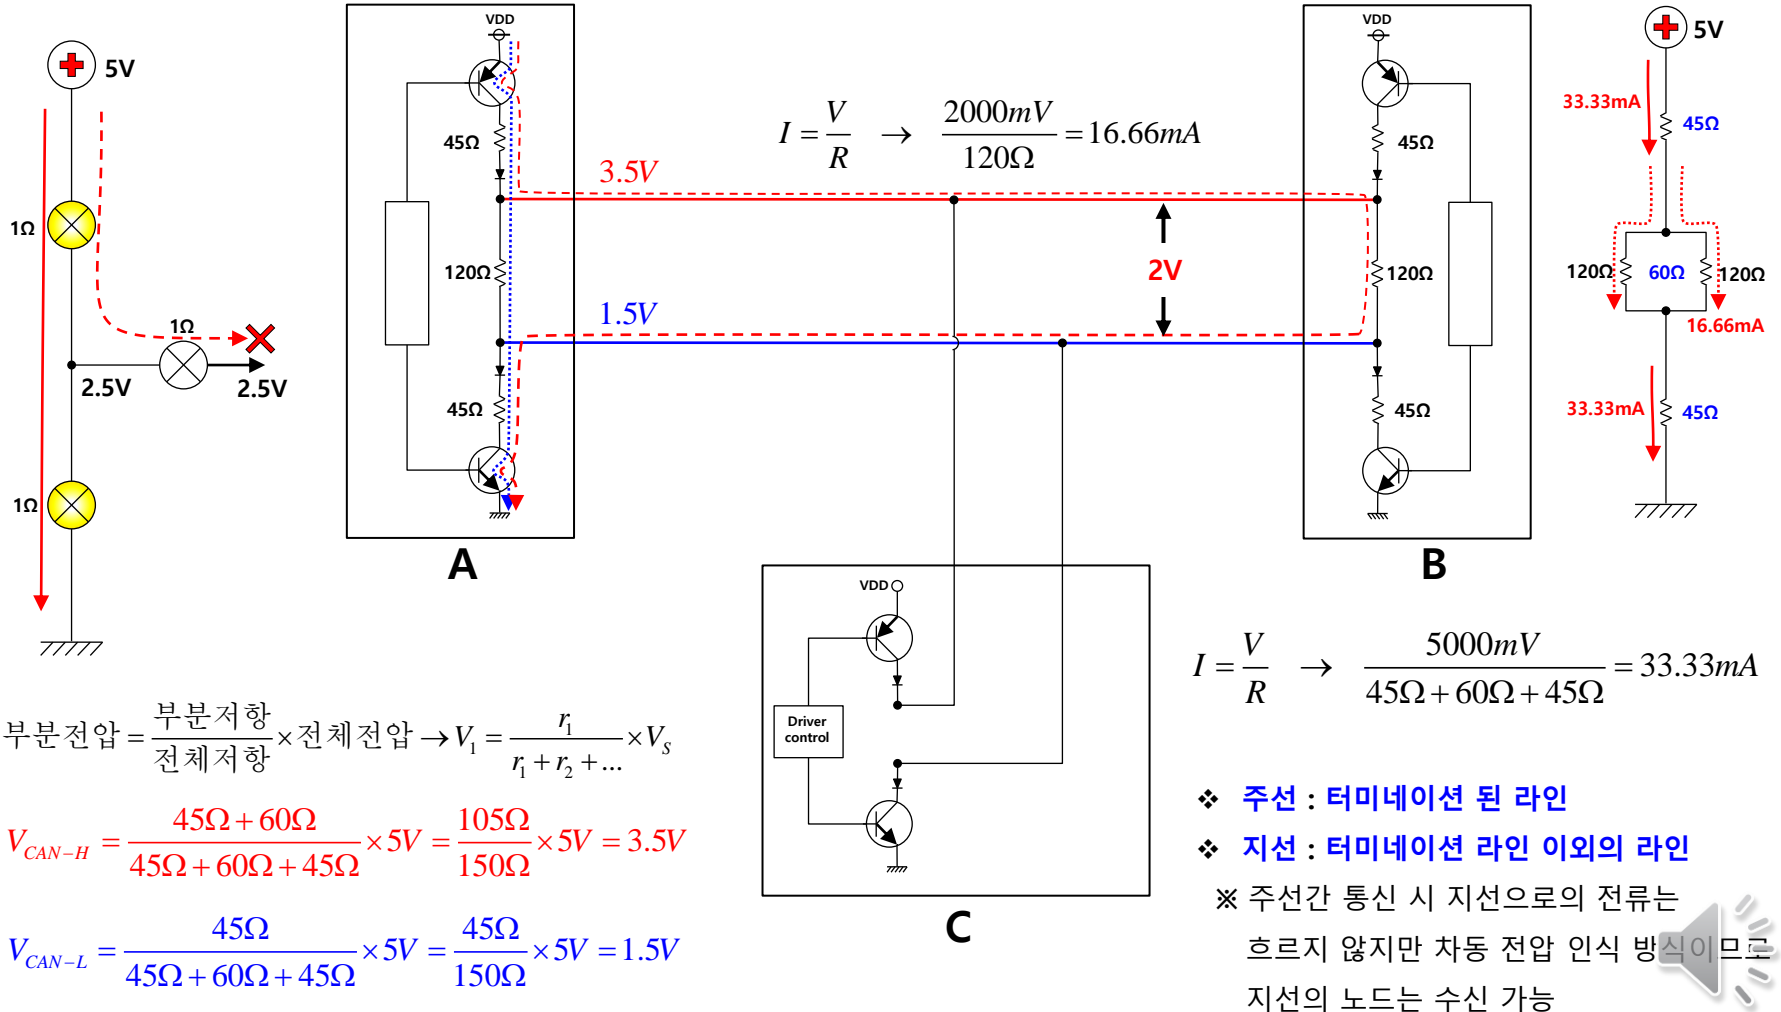 5V
1Ω
1Ω
2.5V
2.5V
1Ω
VDD
45Ω
120Ω
45Ω
A
3.5V
1.5V
I = V/R → 2000mV/120Ω = 16.66mA
2V
VDD
45Ω
120Ω
45Ω
B
5V
33.33mA
45Ω
120Ω
60Ω
120Ω
16.66mA
33.33mA
45Ω
VDD
Driver
control
C
I = V/R → 5000mV/(45Ω + 60Ω + 45Ω) = 33.33mA
부분전압 = 부분저항/전체저항 × 전체전압 → V₁ = r₁/(r₁ + r₂ + ...) × Vₛ
V_CAN−H = (45Ω + 60Ω)/(45Ω + 60Ω + 45Ω) × 5V = 105Ω/150Ω × 5V = 3.5V
V_CAN−L = 45Ω/(45Ω + 60Ω + 45Ω) × 5V = 45Ω/150Ω × 5V = 1.5V
❖ 주선 : 터미네이션 된 라인
❖ 지선 : 터미네이션 라인 이외의 라인
※ 주선간 통신 시 지선으로의 전류는
흐르지 않지만 차동 전압 인식 방식이므로
지선의 노드는 수신 가능